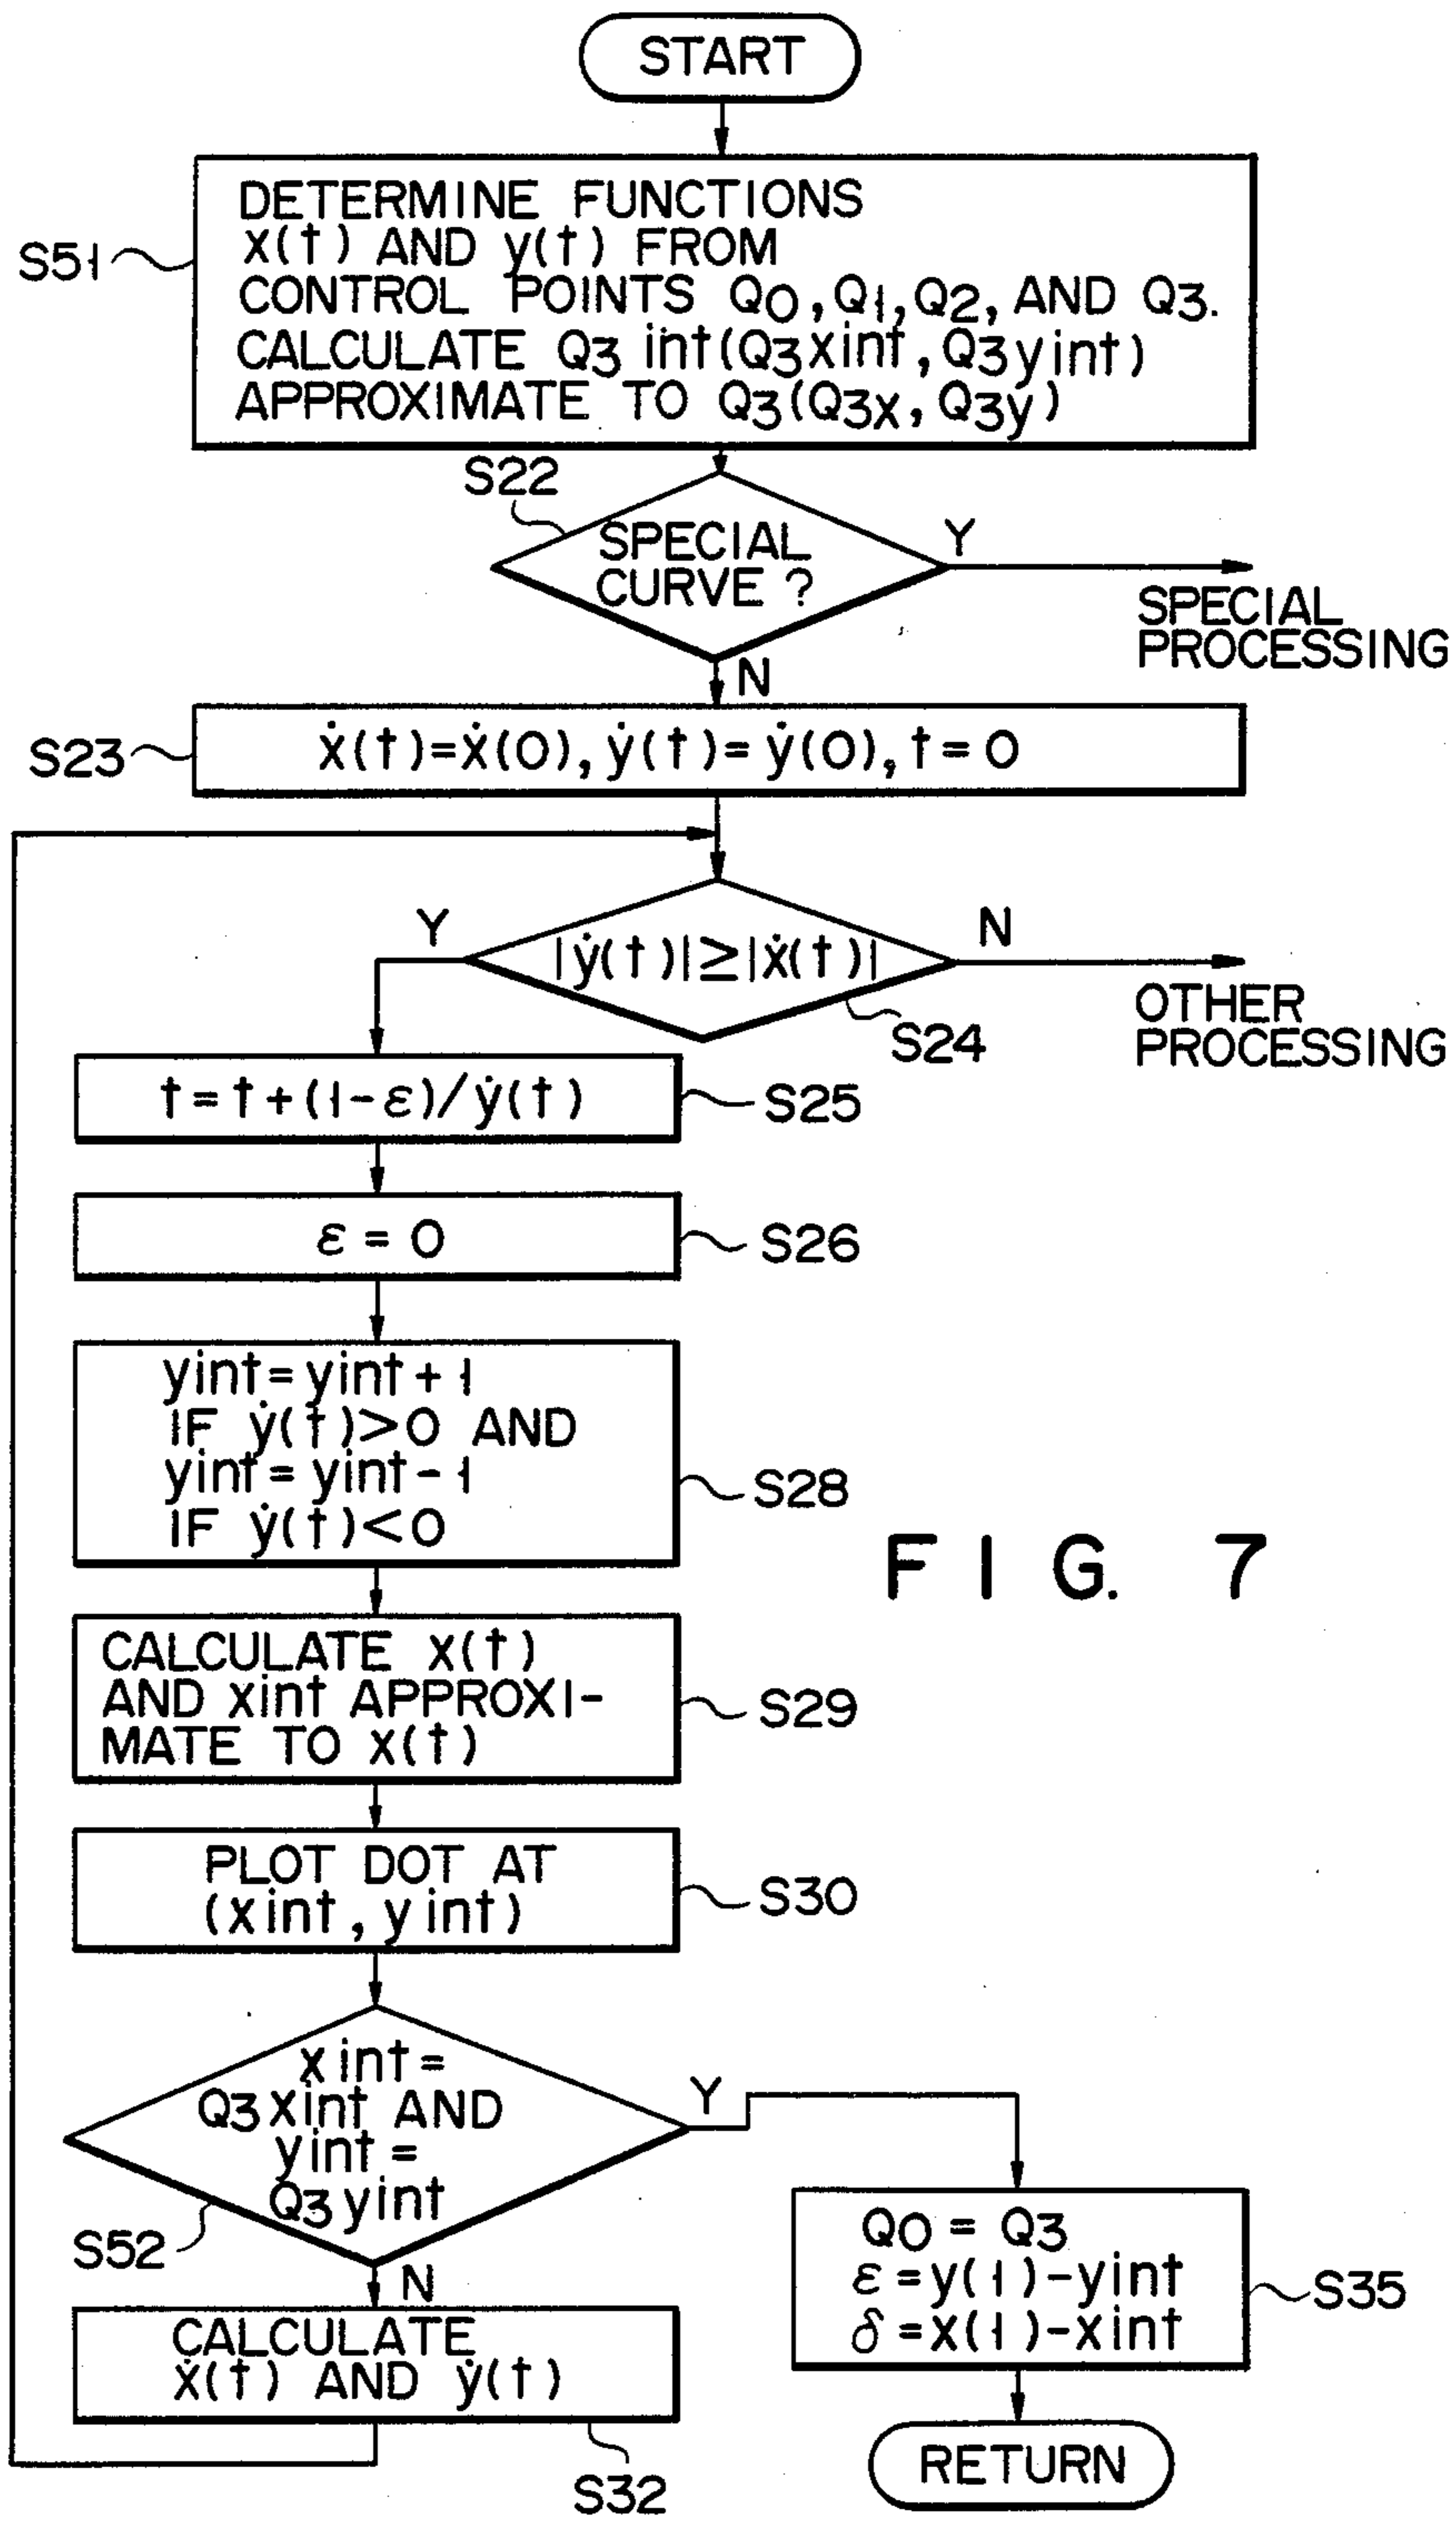 START
S51
DETERMINE FUNCTIONS
x(t) AND y(t) FROM
CONTROL POINTS Q0, Q1, Q2, AND Q3.
CALCULATE Q3 int(Q3xint, Q3yint)
APPROXIMATE TO Q3(Q3x, Q3y)
S22
SPECIAL
CURVE ?
Y
SPECIAL
PROCESSING
N
S23
ẋ(t)=ẋ(0), ẏ(t)=ẏ(0), t=0
Y
|ẏ(t)|≥|ẋ(t)|
N
S24
OTHER
PROCESSING
t=t+(1-ε)/ẏ(t)
S25
ε=0
S26
yint=yint+1
IF ẏ(t)>0 AND
yint=yint-1
IF ẏ(t)<0
S28
FIG. 7
CALCULATE x(t)
AND xint APPROXI-
MATE TO x(t)
S29
PLOT DOT AT
(xint, yint)
S30
xint=
Q3xint AND
yint=
Q3yint
Y
S52
N
Q0=Q3
ε=y(1)-yint
δ=x(1)-xint
S35
CALCULATE
ẋ(t) AND ẏ(t)
S32
RETURN